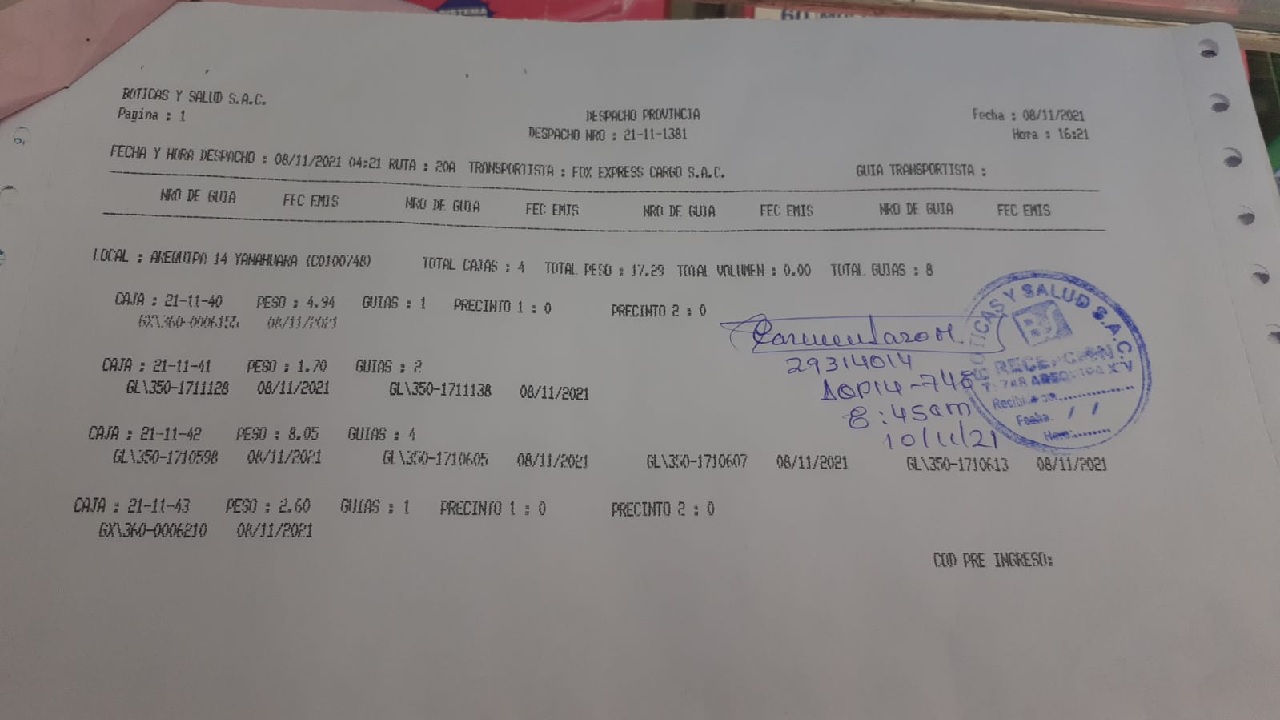 BOTICAS Y SALUD S.A.C.
Pagina : 1
DESPACHO PROVINCIA
DESPACHO NRO : 21-11-1381
Fecha : 08/11/2021
Hora : 16:21
FECHA Y HORA DESPACHO : 08/11/2021 04:21 RUTA : 20A TRANSPORTISTA : FOX EXPRESS CARGO S.A.C. GUIA TRANSPORTISTA :
NRO DE GUIA FEC EMIS NRO DE GUIA FEC EMIS NRO DE GUIA FEC EMIS NRO DE GUIA FEC EMIS
LOCAL : AREQUIPA 14 YANAHUARA (C0100748) TOTAL CAJAS : 4 TOTAL PESO : 17.29 TOTAL VOLUMEN : 0.00 TOTAL GUIAS : 8
CAJA : 21-11-40 PESO : 4.94 GUIAS : 1 PRECINTO 1 : 0 PRECINTO 2 : 0
08/11/2021
CAJA : 21-11-41 PESO : 1.70 GUIAS : 2
GL\350-1711128 08/11/2021 GL\350-1711138 08/11/2021
CAJA : 21-11-42 PESO : 8.05 GUIAS : 4
GL\350-1710598 08/11/2021 GL\350-1710605 08/11/2021 GL\350-1710607 08/11/2021 GL\350-1710613 08/11/2021
CAJA : 21-11-43 PESO : 2.60 GUIAS : 1 PRECINTO 1 : 0 PRECINTO 2 : 0
GX\360-0006210 08/11/2021
COD PRE INGRESO:
29314014
AQP14-748
8:45am
10/11/21
BOTICAS Y SALUD S.A.C.
RECEPCION
Fecha / /
Hora